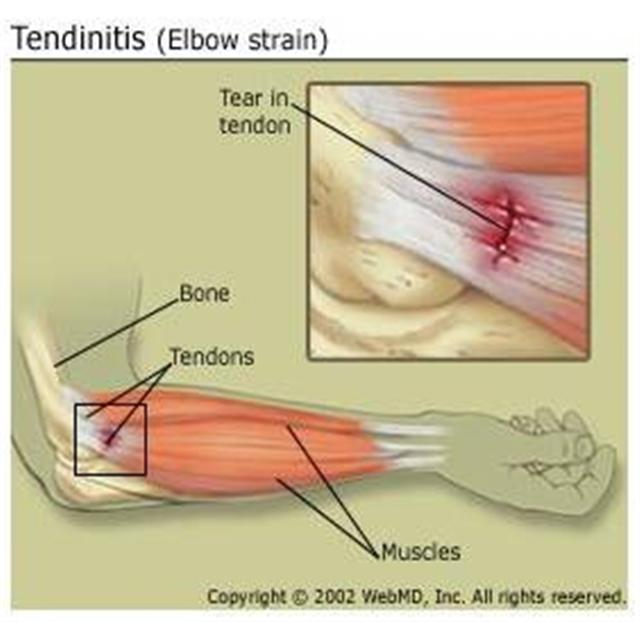 Tendinitis (Elbow strain)
Tear in
tendon
Bone
Tendons
Muscles
Copyright © 2002 WebMD, Inc. All rights reserved.